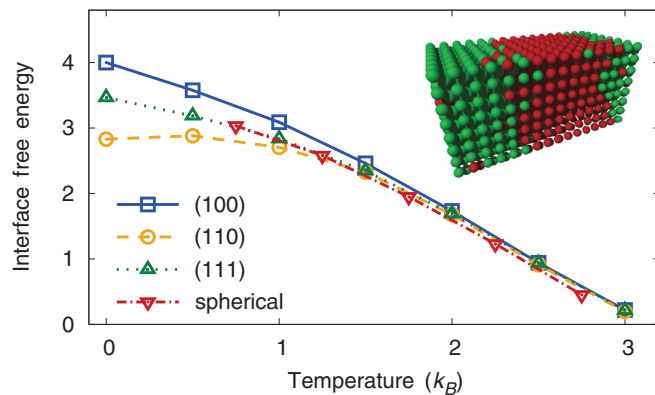 Interface free energy
4
3
2
1
0
(100)
(110)
(111)
spherical
0 1 2 3
Temperature (k_B)